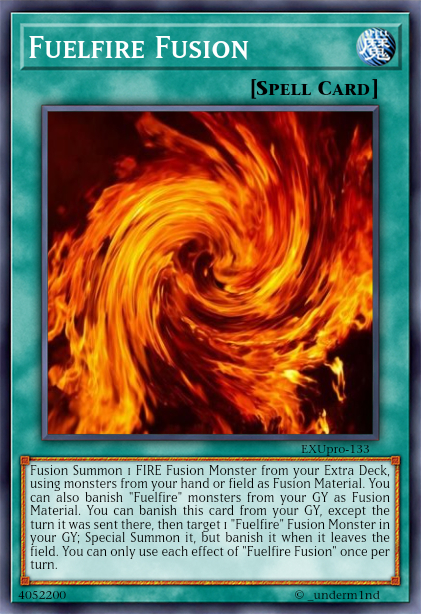 Fuelfire Fusion
魔
[Spell Card]
EXUpro-133
Fusion Summon 1 FIRE Fusion Monster from your Extra Deck,
using monsters from your hand or field as Fusion Material. You
can also banish "Fuelfire" monsters from your GY as Fusion
Material. You can banish this card from your GY, except the
turn it was sent there, then target 1 "Fuelfire" Fusion Monster in
your GY; Special Summon it, but banish it when it leaves the
field. You can only use each effect of "Fuelfire Fusion" once per
turn.
4052200
© _underm1nd